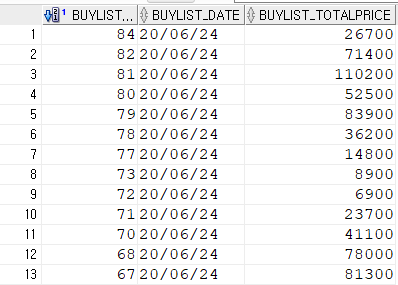 1 BUYLIST_... BUYLIST_DATE BUYLIST_TOTALPRICE
1 84 20/06/24 26700
2 82 20/06/24 71400
3 81 20/06/24 110200
4 80 20/06/24 52500
5 79 20/06/24 83900
6 78 20/06/24 36200
7 77 20/06/24 14800
8 73 20/06/24 8900
9 72 20/06/24 6900
10 71 20/06/24 23700
11 70 20/06/24 41100
12 68 20/06/24 78000
13 67 20/06/24 81300